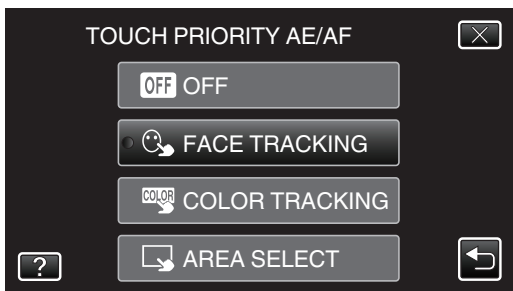 TOUCH PRIORITY AE/AF
OFF OFF
FACE TRACKING
COLOR COLOR TRACKING
AREA SELECT
?